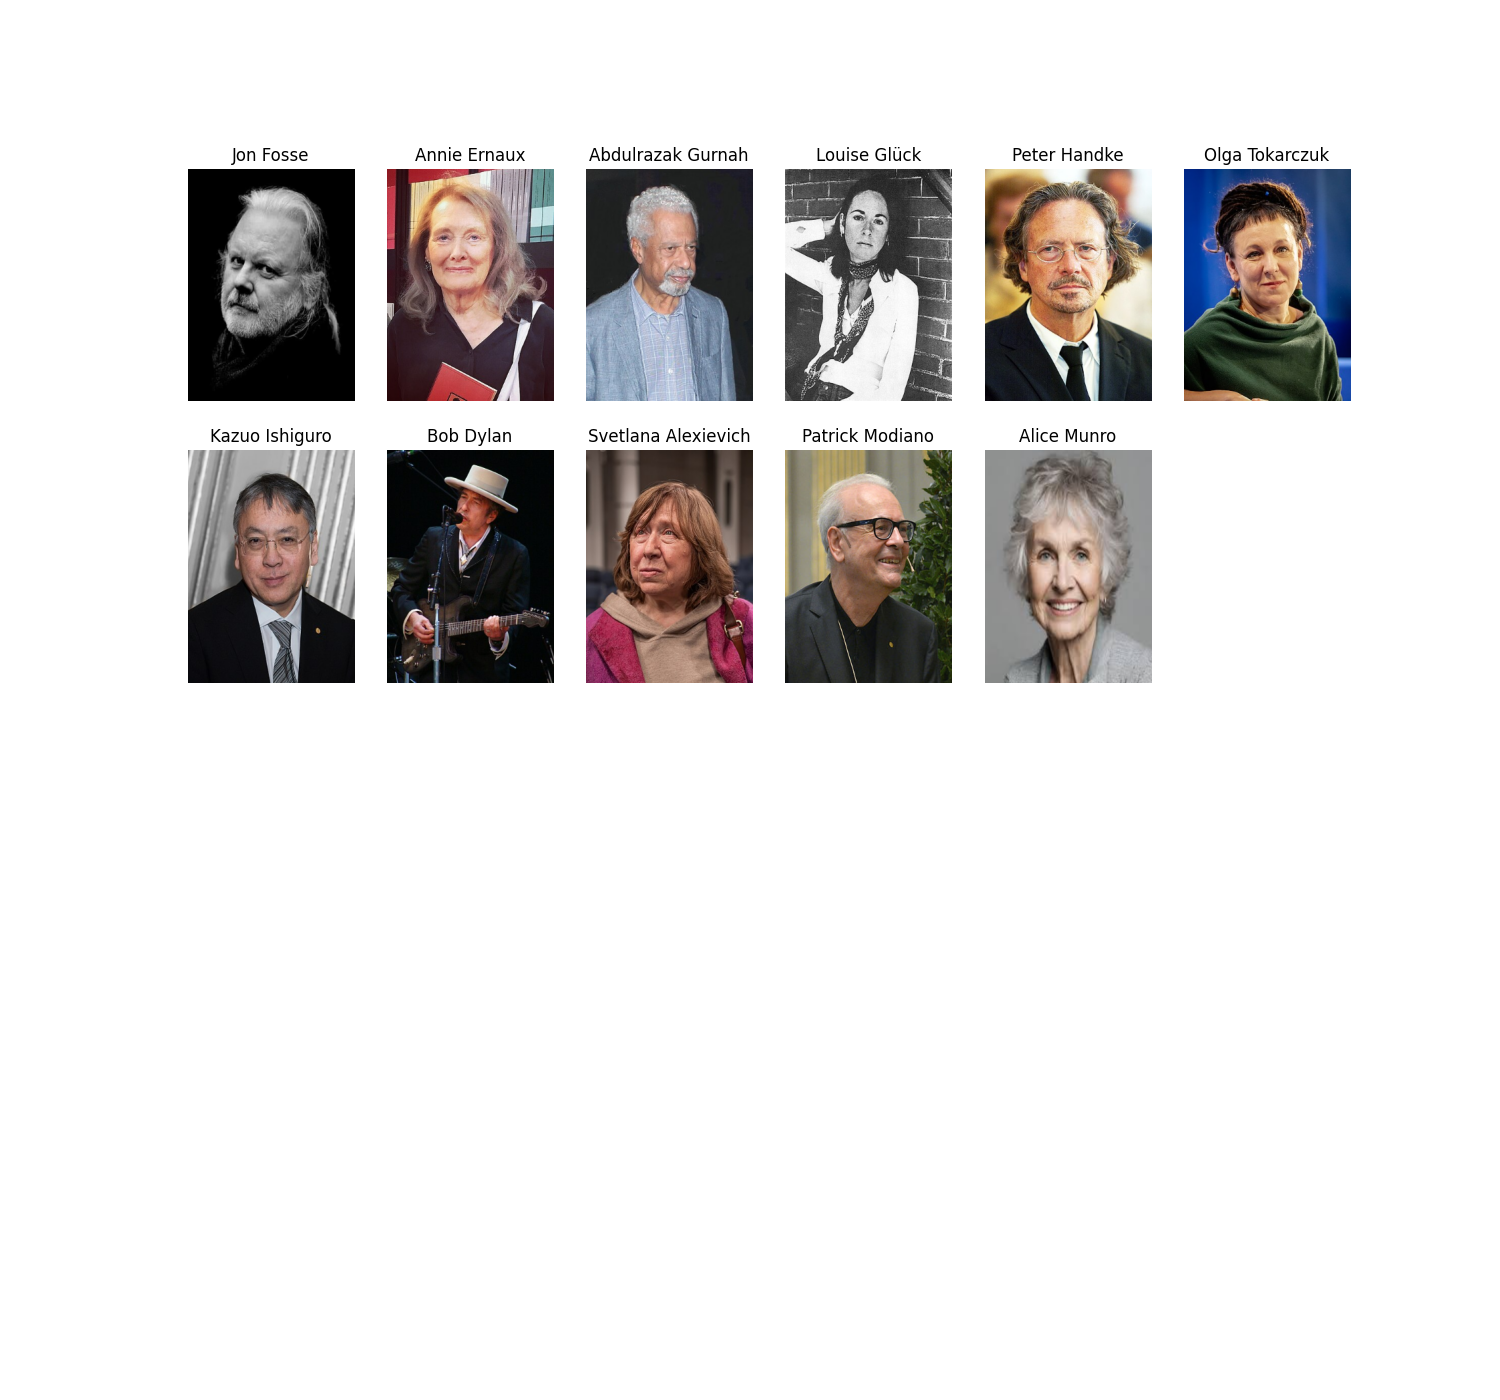 Jon Fosse
Annie Ernaux
Abdulrazak Gurnah
Louise Glück
Peter Handke
Olga Tokarczuk
Kazuo Ishiguro
Bob Dylan
Svetlana Alexievich
Patrick Modiano
Alice Munro